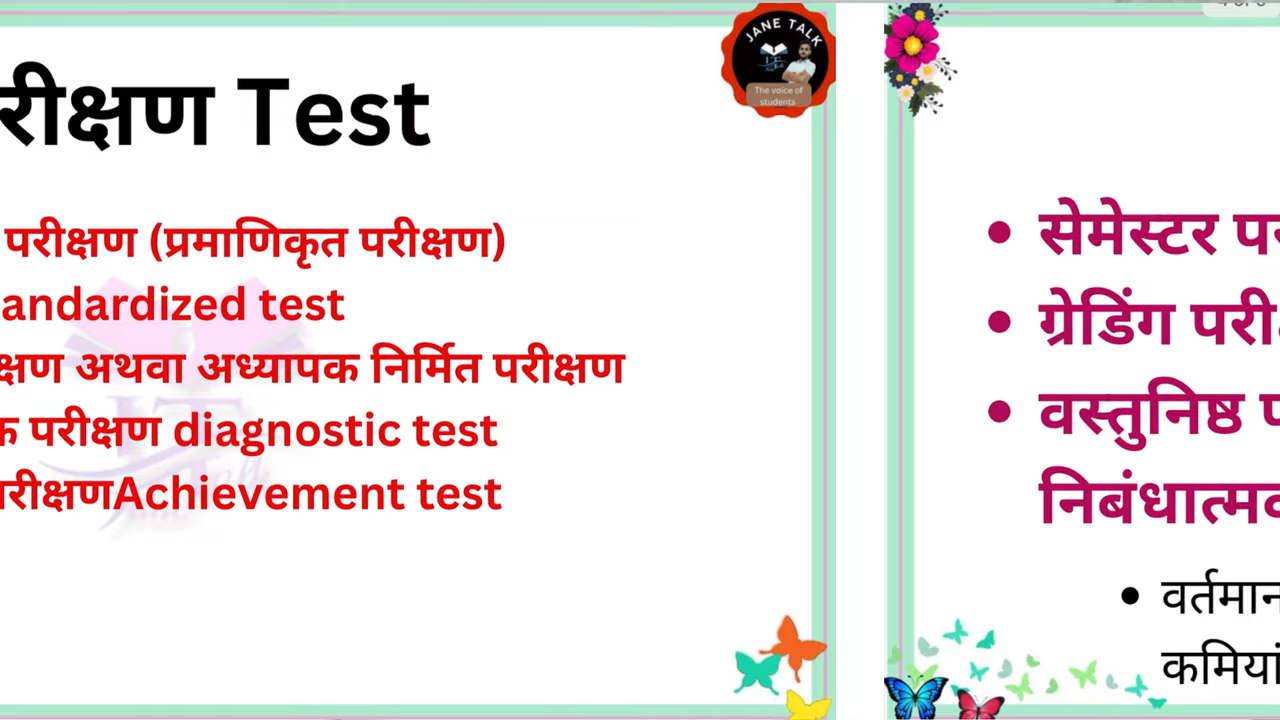 रीक्षण Test
JANE TALK
The voice of
students
परीक्षण (प्रमाणिकृत परीक्षण)
andardized test
क्षण अथवा अध्यापक निर्मित परीक्षण
क परीक्षण diagnostic test
रीक्षणAchievement test
सेमेस्टर
ग्रेडिंग परी
वस्तुनिष्ठ
निबंधात्मक
वर्तमान
कमियां